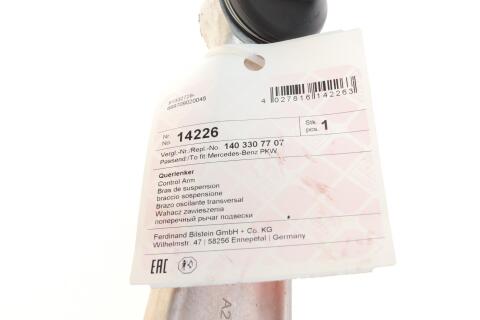 4 027816 142263
Nr.
No. 14226
Stk.
pcs. 1
Vergl.-Nr./Repl.-No. 140 330 77 07
Passend:/To fit:Mercedes-Benz PKW
Querlenker
Control Arm
Bras de suspension
braccio sospensione
Brazo oscilante transversal
Wahacz zawieszenia
поперечный рычаг подвески
Ferdinand Bilstein GmbH + Co. KG
Wilhelmstr. 47 | 58256 Ennepetal | Germany
EAC
A2